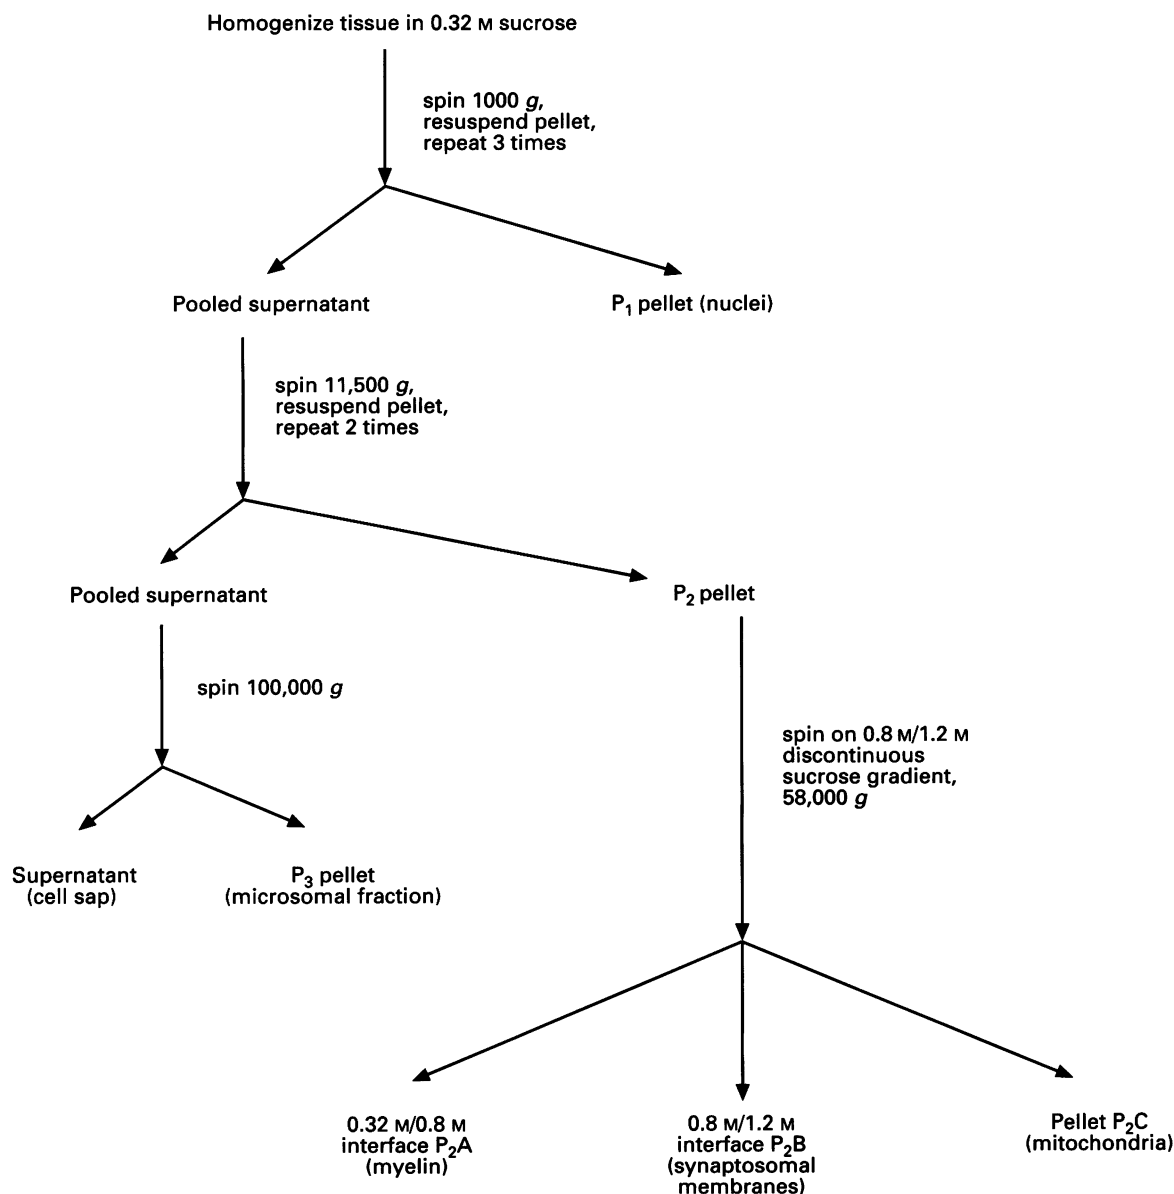 Homogenize tissue in 0.32 M sucrose
spin 1000 g,
resuspend pellet,
repeat 3 times
Pooled supernatant
P₁ pellet (nuclei)
spin 11,500 g,
resuspend pellet,
repeat 2 times
Pooled supernatant
P₂ pellet
spin 100,000 g
spin on 0.8 M/1.2 M
discontinuous
sucrose gradient,
58,000 g
Supernatant
(cell sap)
P₃ pellet
(microsomal fraction)
0.32 M/0.8 M
interface P₂A
(myelin)
0.8 M/1.2 M
interface P₂B
(synaptosomal
membranes)
Pellet P₂C
(mitochondria)